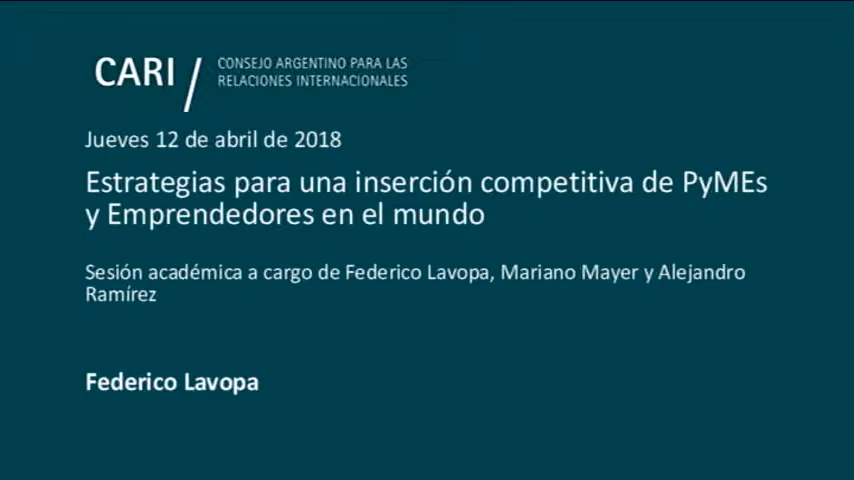 CARI / CONSEJO ARGENTINO PARA LAS
RELACIONES INTERNACIONALES
Jueves 12 de abril de 2018
Estrategias para una inserción competitiva de PyMEs
y Emprendedores en el mundo
Sesión académica a cargo de Federico Lavopa, Mariano Mayer y Alejandro
Ramírez
Federico Lavopa